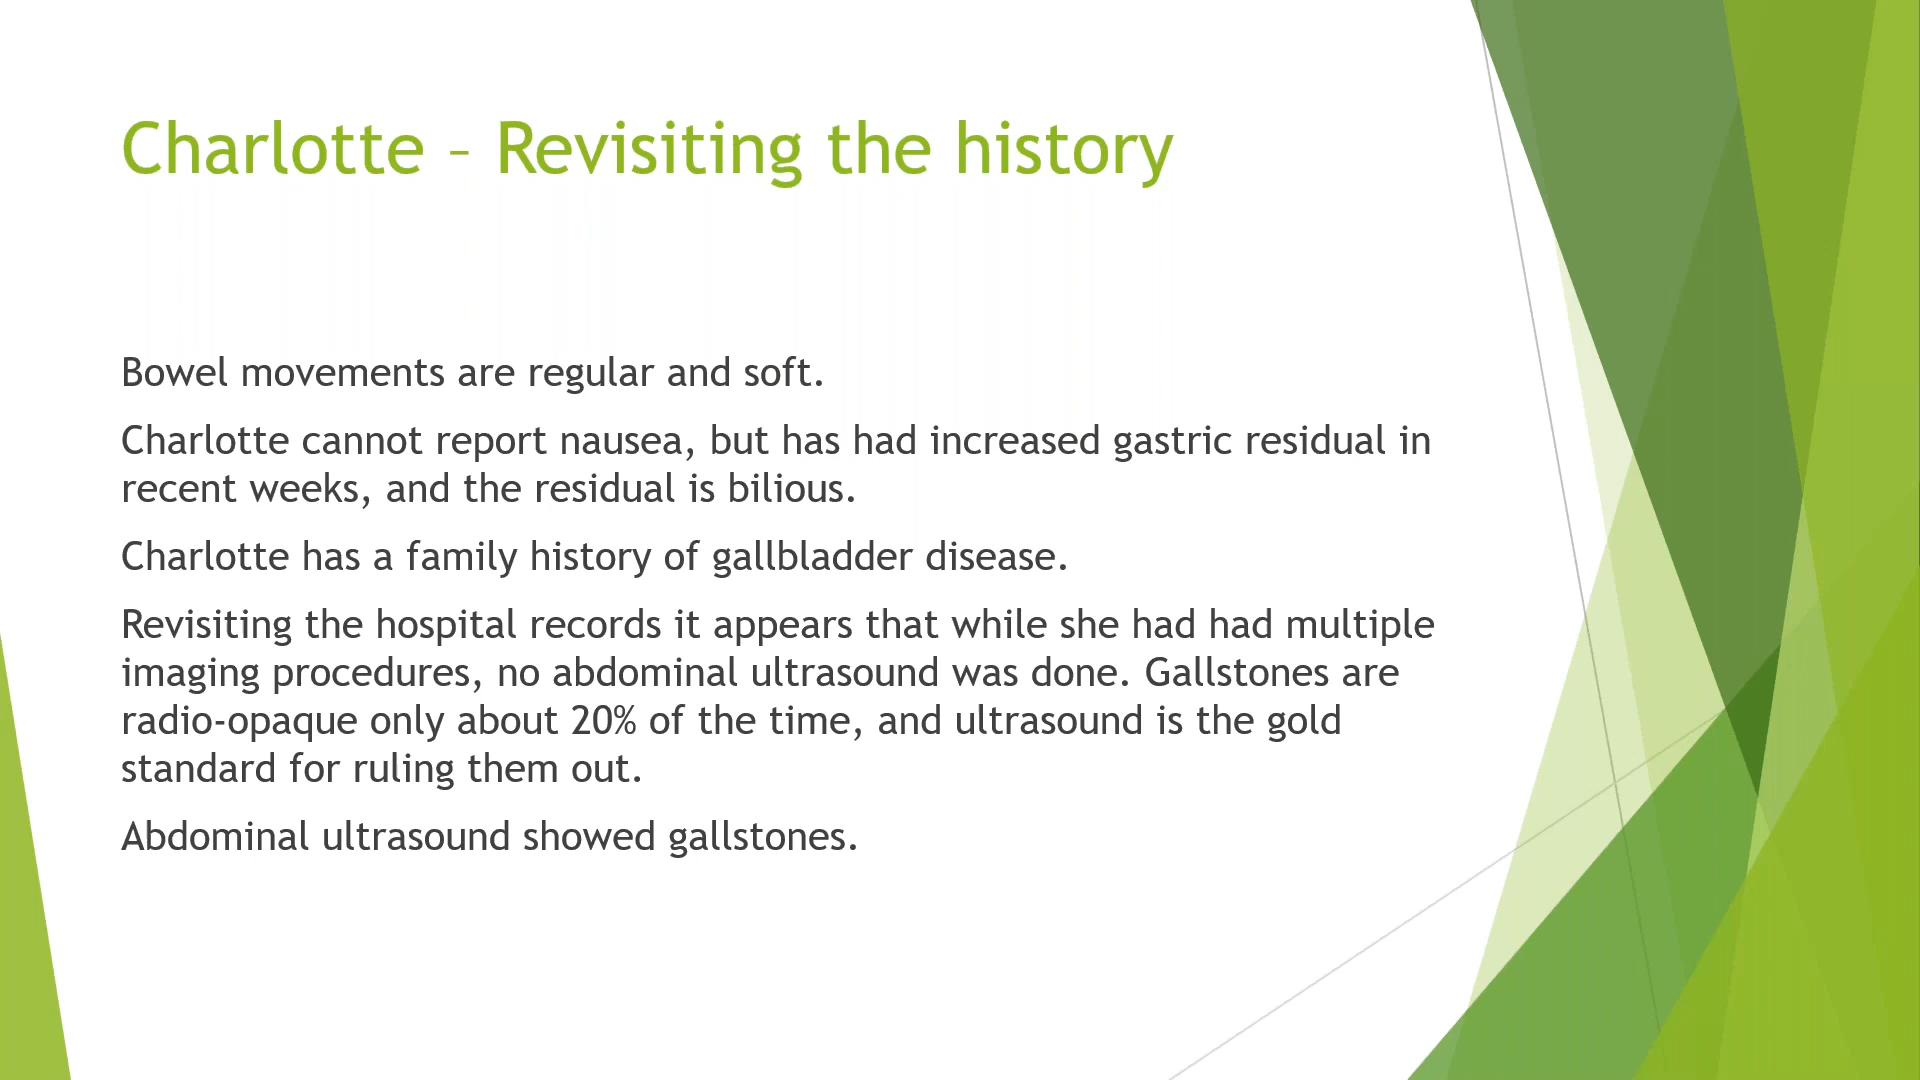 Charlotte – Revisiting the history
Bowel movements are regular and soft.
Charlotte cannot report nausea, but has had increased gastric residual in
recent weeks, and the residual is bilious.
Charlotte has a family history of gallbladder disease.
Revisiting the hospital records it appears that while she had had multiple
imaging procedures, no abdominal ultrasound was done. Gallstones are
radio-opaque only about 20% of the time, and ultrasound is the gold
standard for ruling them out.
Abdominal ultrasound showed gallstones.